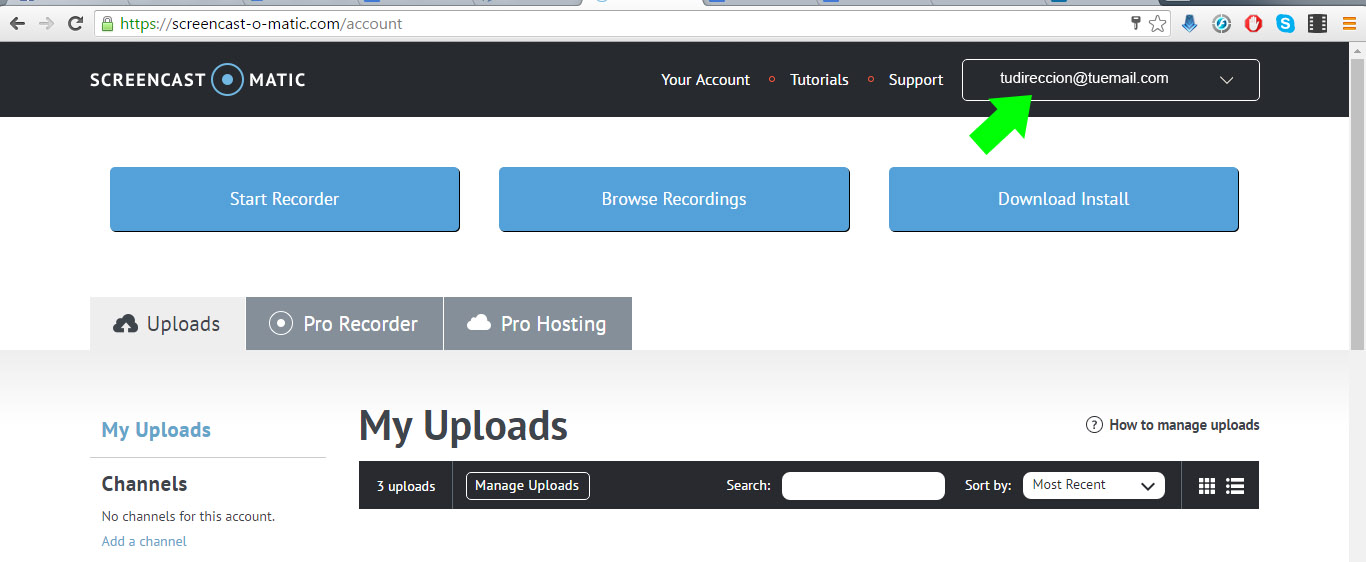 https://screencast-o-matic.com/account
SCREENCAST MATIC
Your Account
Tutorials
Support
tudireccion@tuemail.com
Start Recorder
Browse Recordings
Download Install
Uploads
Pro Recorder
Pro Hosting
My Uploads
My Uploads
? How to manage uploads
3 uploads
Manage Uploads
Search:
Sort by:
Most Recent
Channels
No channels for this account.
Add a channel